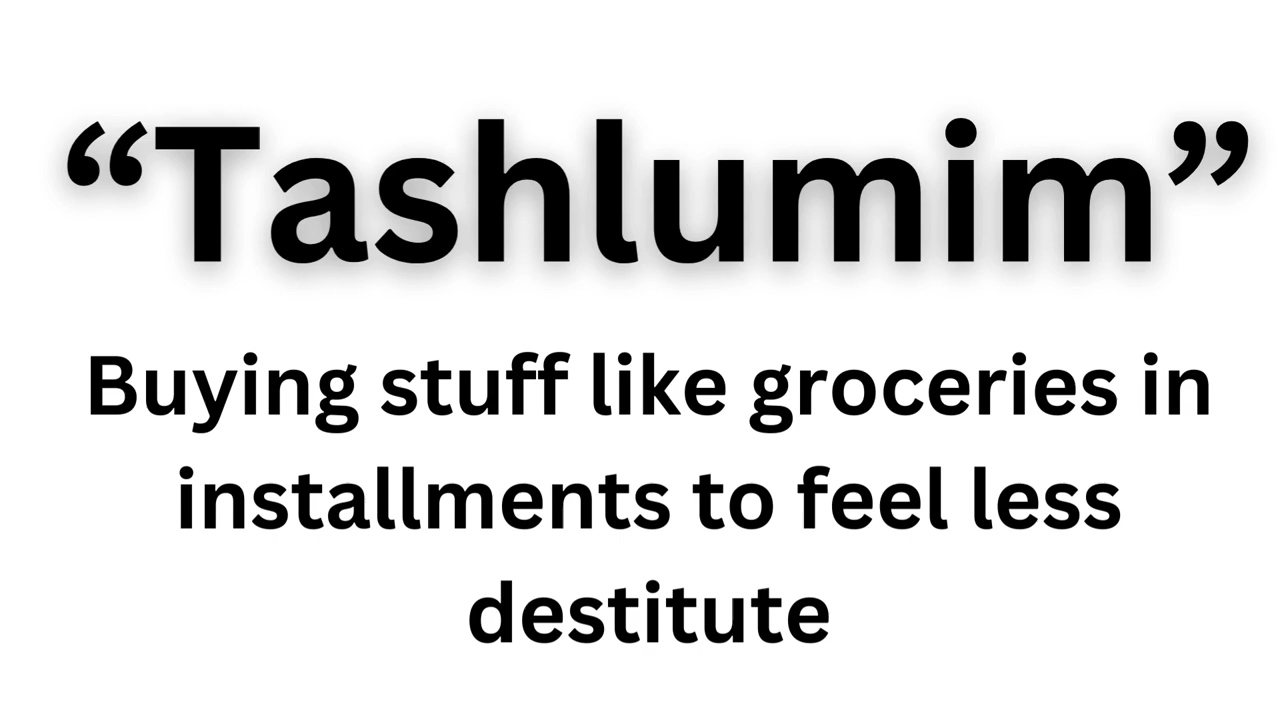 “Tashlumim”
Buying stuff like groceries in
installments to feel less
destitute